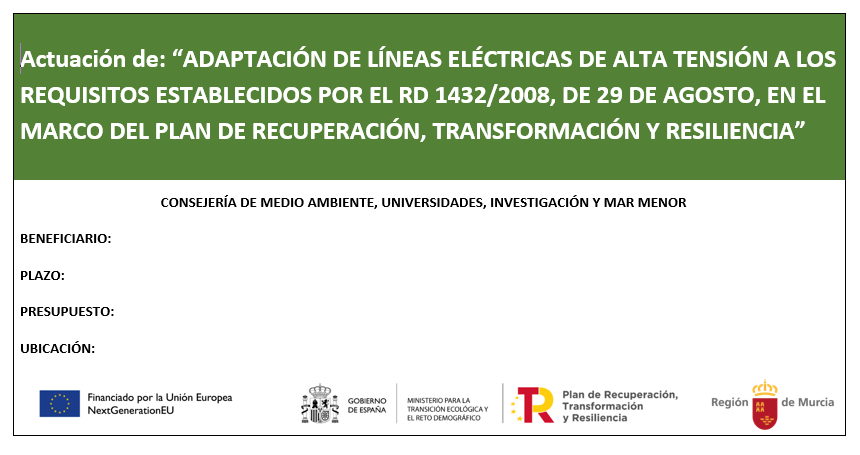 Actuación de: “ADAPTACIÓN DE LÍNEAS ELÉCTRICAS DE ALTA TENSIÓN A LOS
REQUISITOS ESTABLECIDOS POR EL RD 1432/2008, DE 29 DE AGOSTO, EN EL
MARCO DEL PLAN DE RECUPERACIÓN, TRANSFORMACIÓN Y RESILIENCIA”
CONSEJERÍA DE MEDIO AMBIENTE, UNIVERSIDADES, INVESTIGACIÓN Y MAR MENOR
BENEFICIARIO:
PLAZO:
PRESUPUESTO:
UBICACIÓN:
Financiado por la Unión Europea
NextGenerationEU
GOBIERNO
DE ESPAÑA
MINISTERIO PARA LA
TRANSICIÓN ECOLÓGICA Y
EL RETO DEMOGRÁFICO
Plan de Recuperación,
Transformación
y Resiliencia
Región de Murcia